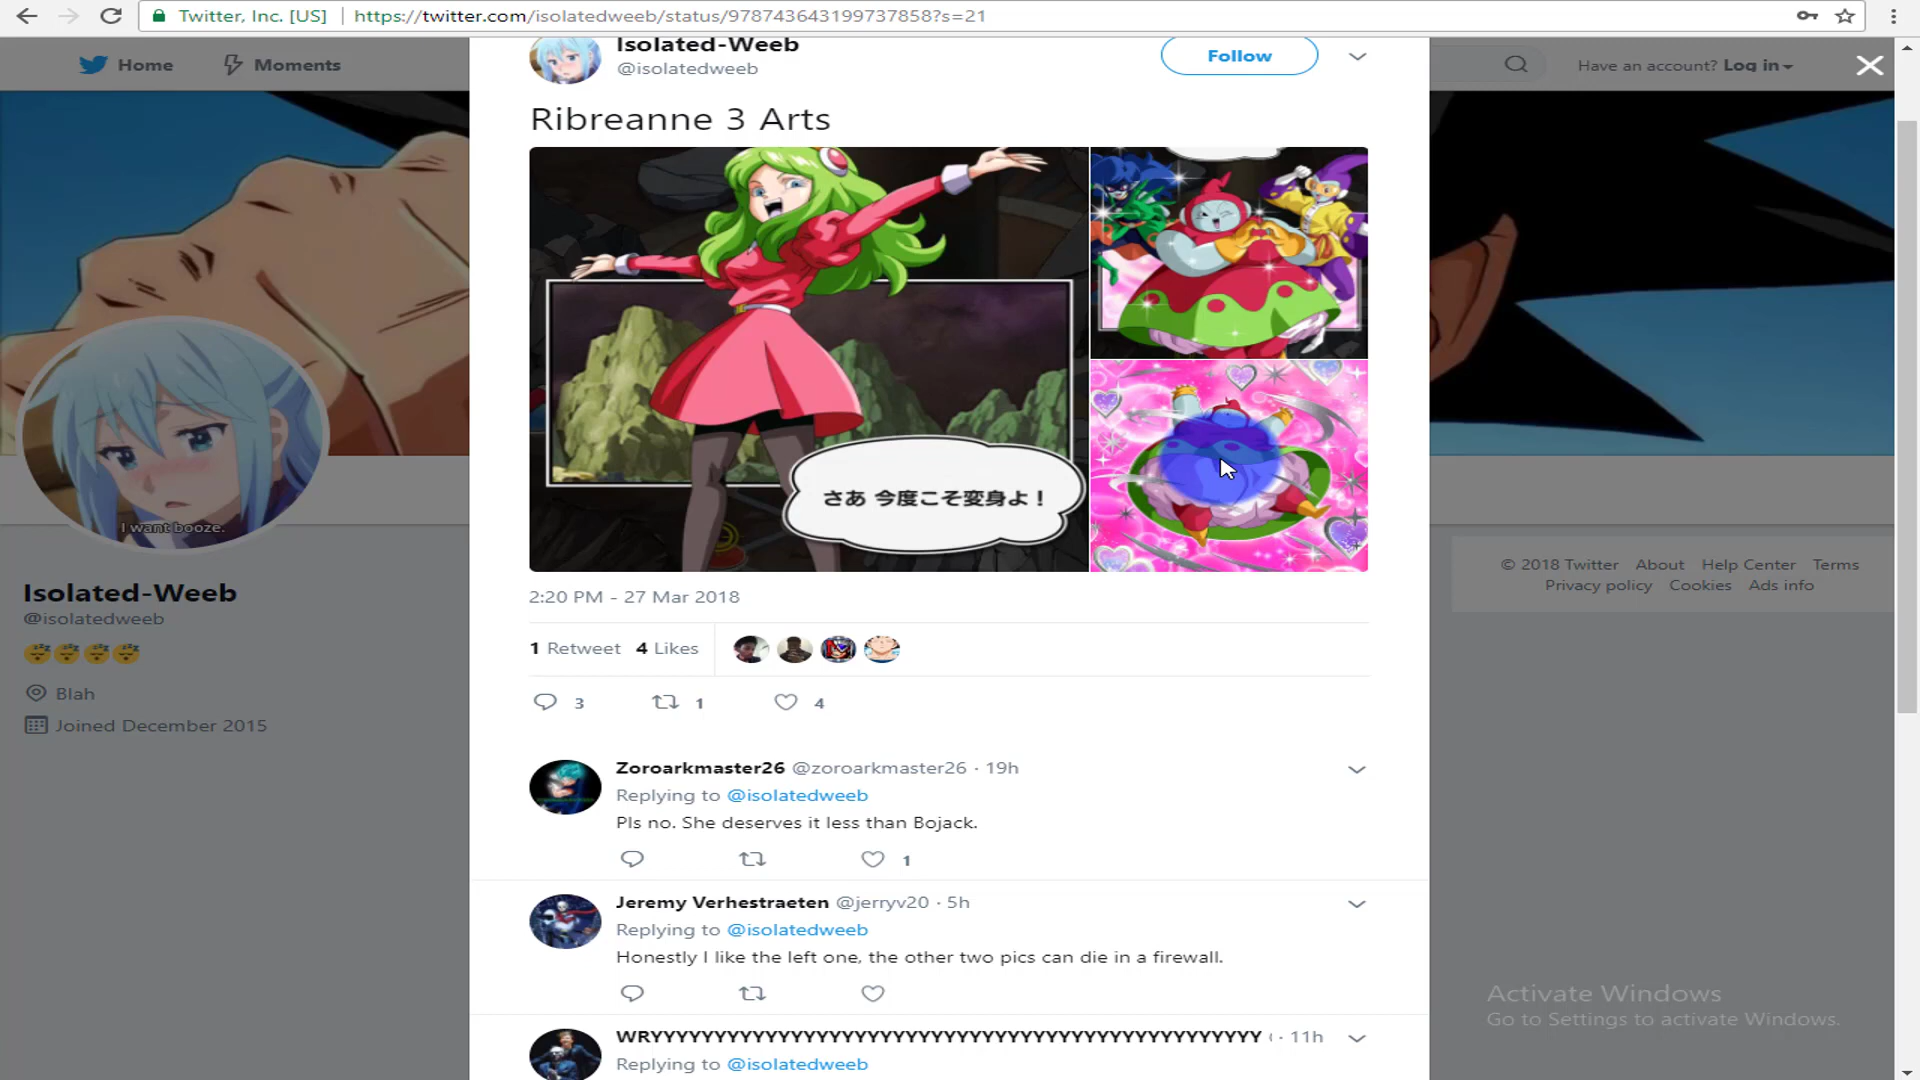 Twitter, Inc. [US]
https://twitter.com/isolatedweeb/status/978743643199737858?s=21
Home
Moments
Have an account? Log in
Isolated-Weeb
@isolatedweeb
Follow
Ribreanne 3 Arts
さあ 今度こそ変身よ！
2:20 PM - 27 Mar 2018
1 Retweet 4 Likes
3 1 4
Zoroarkmaster26 @zoroarkmaster26 · 19h
Replying to @isolatedweeb
Pls no. She deserves it less than Bojack.
1
Jeremy Verhestraeten @jerryv20 · 5h
Replying to @isolatedweeb
Honestly I like the left one, the other two pics can die in a firewall.
· 11h
Replying to @isolatedweeb
I want booze.
Isolated-Weeb
@isolatedweeb
Blah
Joined December 2015
© 2018 Twitter About Help Center Terms
Privacy policy Cookies Ads info
Activate Windows
Go to Settings to activate Windows.